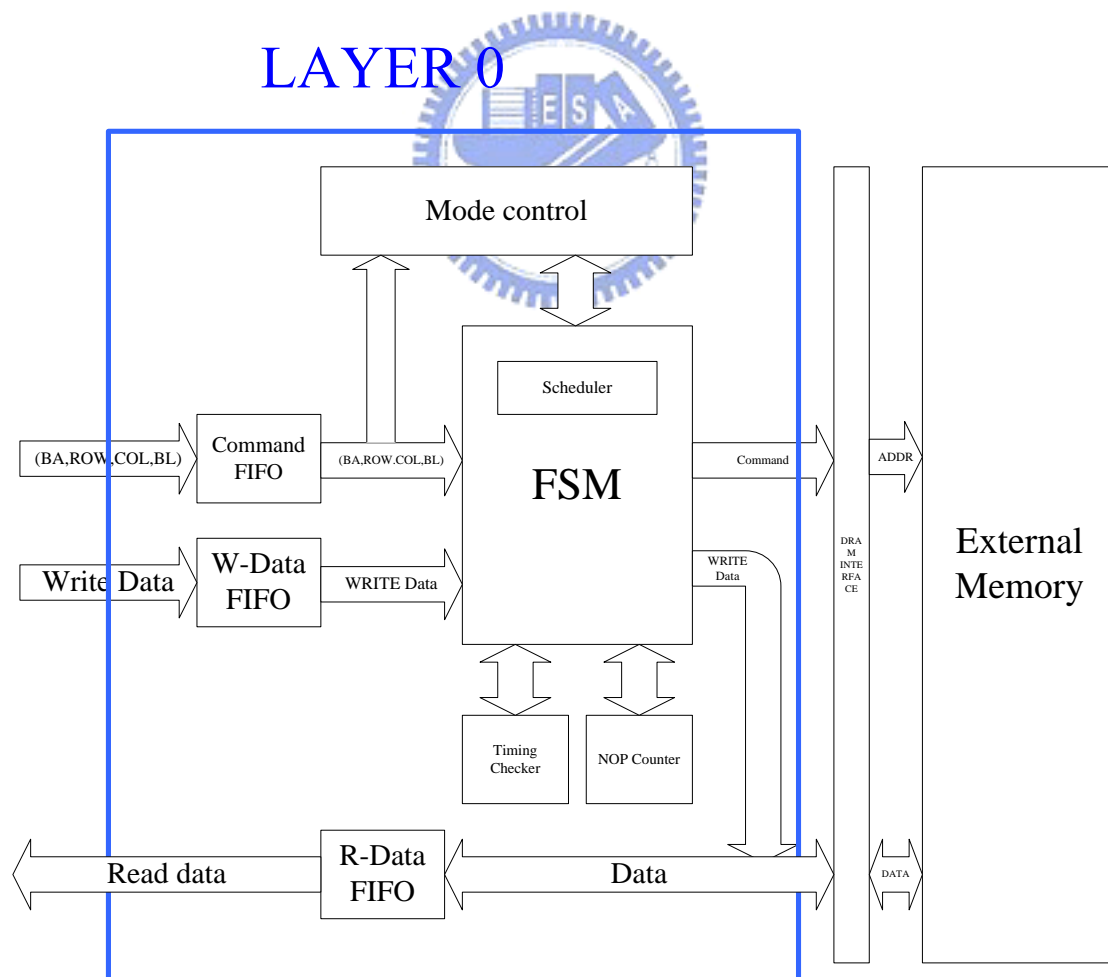 LAYER 0
E S A
Mode control
Scheduler
(BA,ROW,COL,BL)
Command
FIFO
(BA,ROW.COL,BL)
FSM
Command
ADDR
Write Data
W-Data
FIFO
WRITE Data
WRITE
Data
DRA
M
INTE
RFA
CE
External
Memory
Timing
Checker
NOP Counter
Read data
R-Data
FIFO
Data
DATA